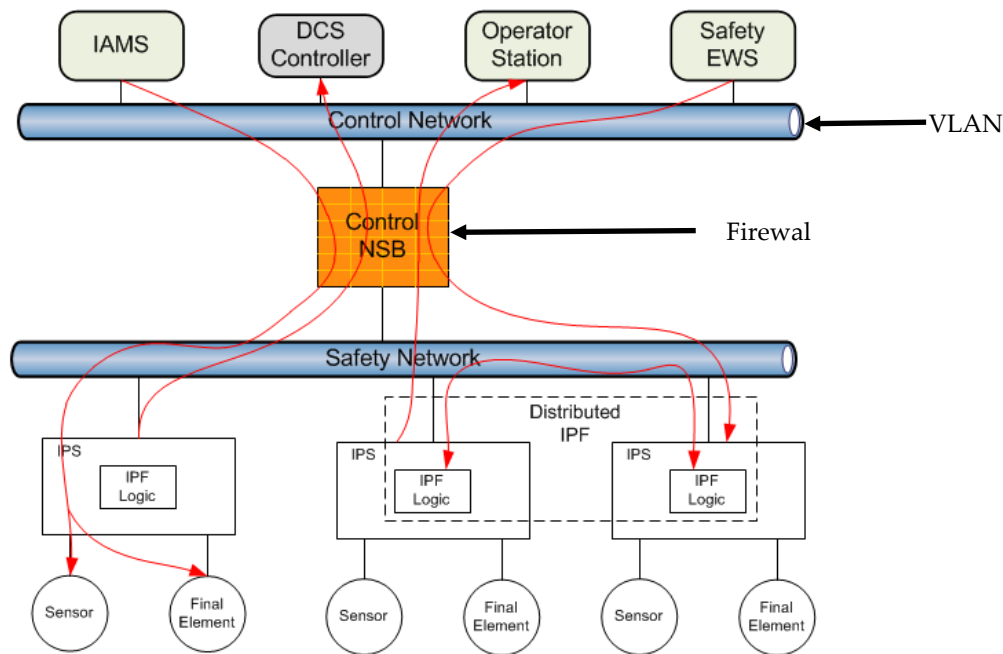 IAMS
DCS
Controller
Operator
Station
Safety
EWS
Control Network
VLAN
Control
NSB
Firewal
Safety Network
Distributed
IPF
IPS
IPF
Logic
IPS
IPF
Logic
IPS
IPF
Logic
Sensor
Final
Element
Sensor
Final
Element
Sensor
Final
Element